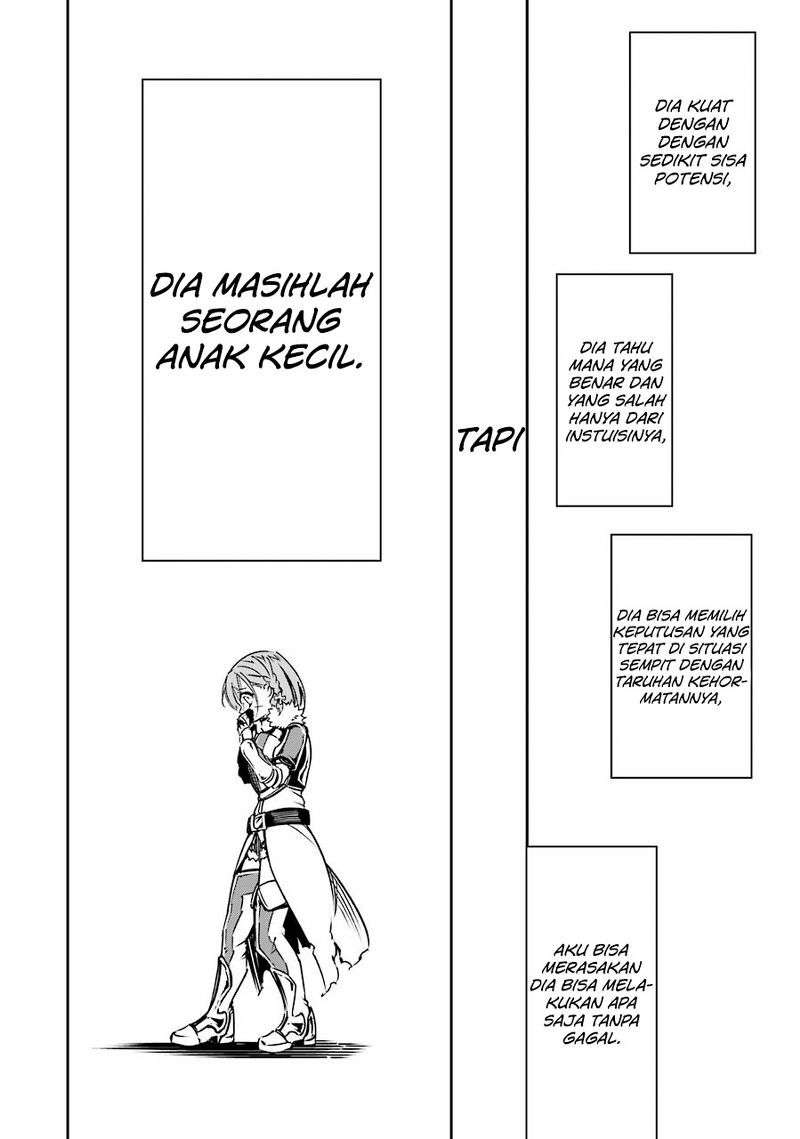 DIA KUAT
DENGAN
DENGAN
SEDIKIT SISA
POTENSI,
DIA TAHU
MANA YANG
BENAR DAN
YANG SALAH
HANYA DARI
INSTUISINYA,
DIA BISA MEMILIH
KEPUTUSAN YANG
TEPAT DI SITUASI
SEMPIT DENGAN
TARUHAN KEHOR-
MATANNYA,
AKU BISA
MERASAKAN
DIA BISA MELA-
KUKAN APA
SAJA TANPA
GAGAL.
TAPI
DIA MASIHLAH
SEORANG
ANAK KECIL.